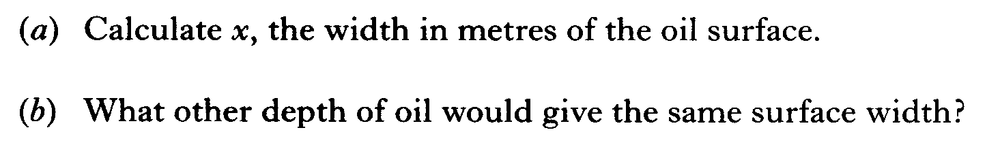 (a) Calculate x, the width in metres of the oil surface.
(b) What other depth of oil would give the same surface width?